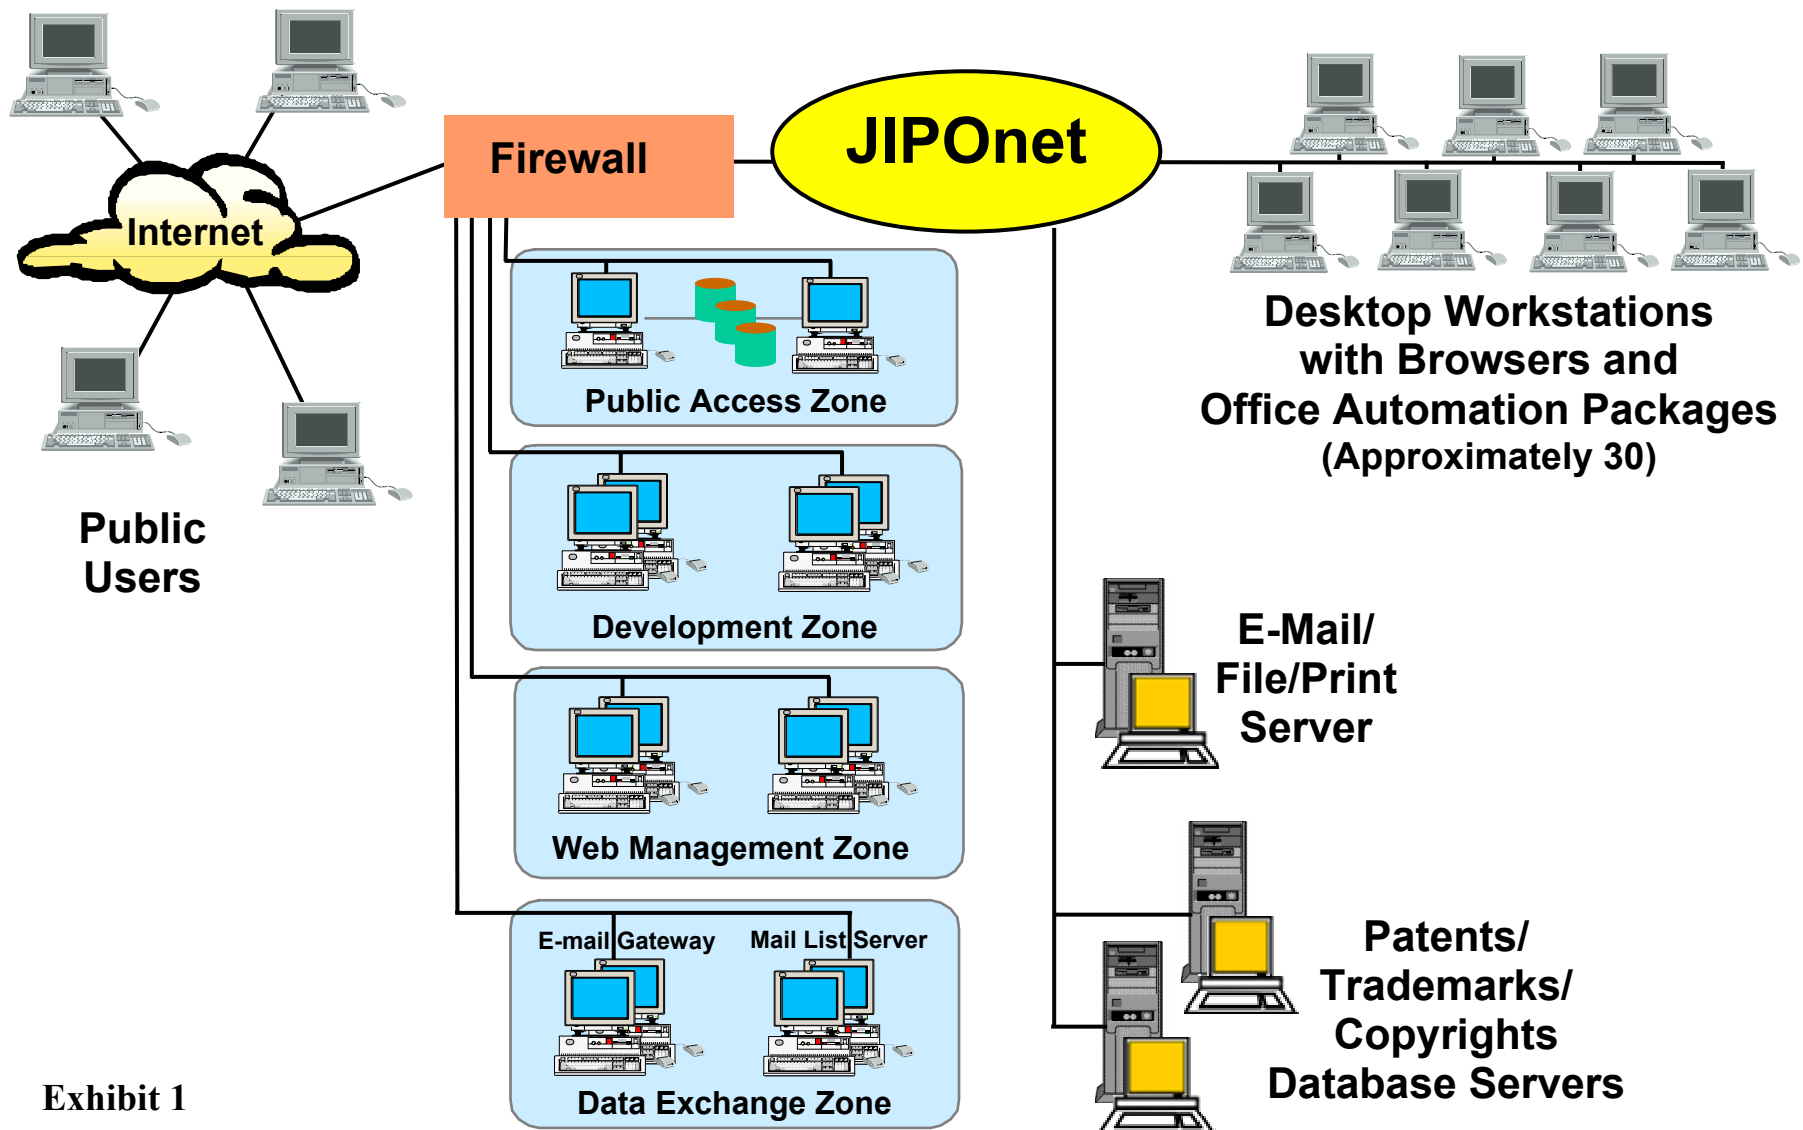 Firewall
JIPOnet
Internet
Public
Users
Public Access Zone
Development Zone
Web Management Zone
E-mail Gateway
Mail List Server
Data Exchange Zone
Desktop Workstations
with Browsers and
Office Automation Packages
(Approximately 30)
E-Mail/
File/Print
Server
Patents/
Trademarks/
Copyrights
Database Servers
Exhibit 1